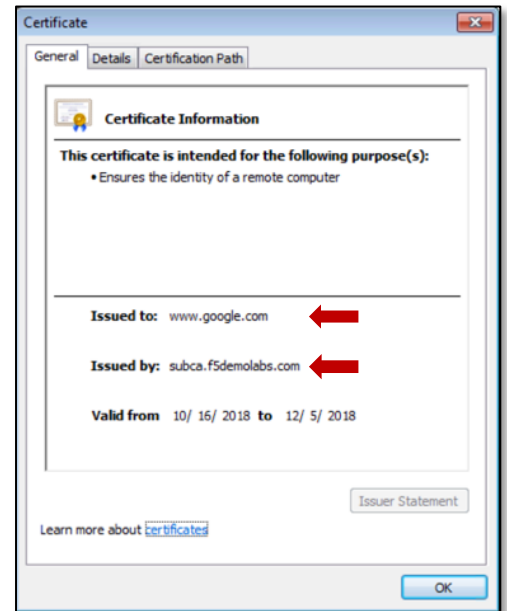 Certificate
General Details Certification Path
Certificate Information
This certificate is intended for the following purpose(s):
• Ensures the identity of a remote computer
Issued to: www.google.com
Issued by: subca.f5demolabs.com
Valid from 10/ 16/ 2018 to 12/ 5/ 2018
Issuer Statement
Learn more about certificates
OK